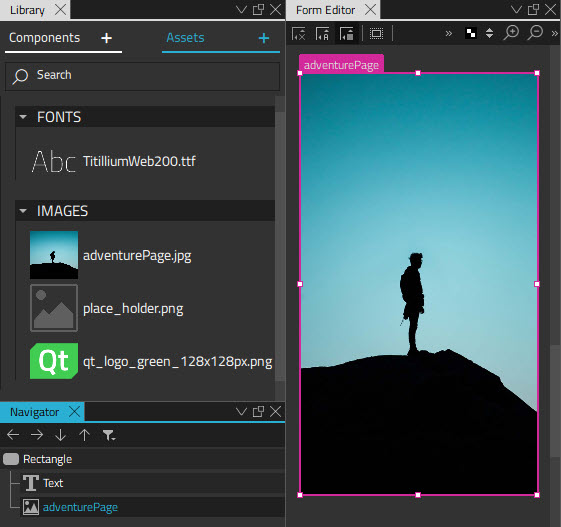 Library
Components +
Assets +
Search
FONTS
Abc TitilliumWeb200.ttf
IMAGES
adventurePage.jpg
place_holder.png
Qt qt_logo_green_128x128px.png
Navigator
Rectangle
Text
adventurePage
Form Editor
adventurePage